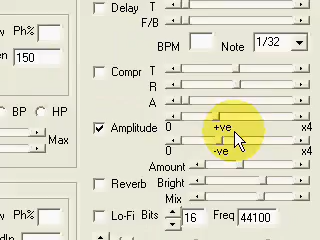 Delay T
F/B
w Ph%
BPM Note 1/32
en 150
Compr T
R
A
BP HP
0 +ve x4
Max Amplitude
0 -ve x4
Amount
Reverb Bright
Mix
w Ph% Lo-Fi Bits 16 Freq 44100
dIn